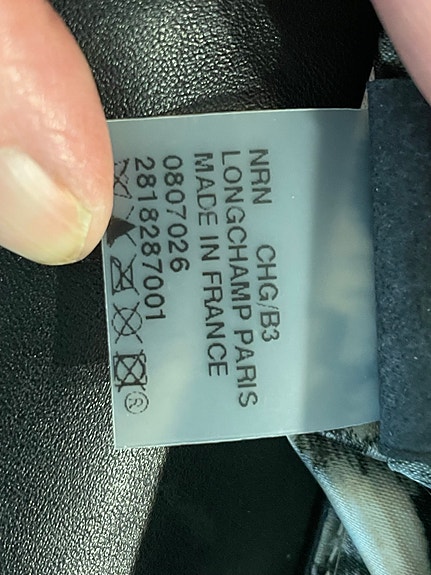 NRN CHG/B3
LONGCHAMP PARIS
MADE IN FRANCE
0807026
2818287001